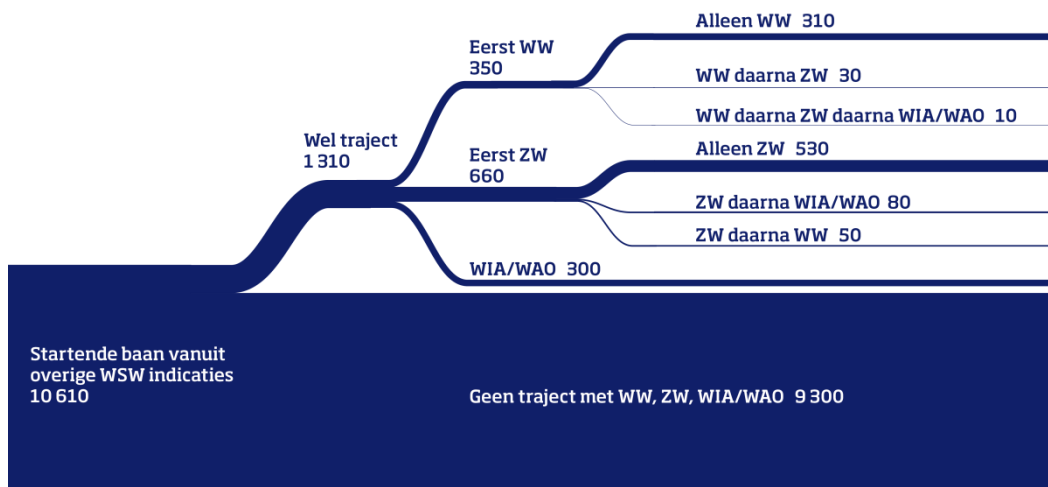 Alleen WW 310
Eerst WW
350
WW daarna ZW 30
WW daarna ZW daarna WIA/WAO 10
Wel traject
1 310
Eerst ZW
660
Alleen ZW 530
ZW daarna WIA/WAO 80
ZW daarna WW 50
WIA/WAO 300
Startende baan vanuit
overige WSW indicaties
10 610
Geen traject met WW, ZW, WIA/WAO 9 300